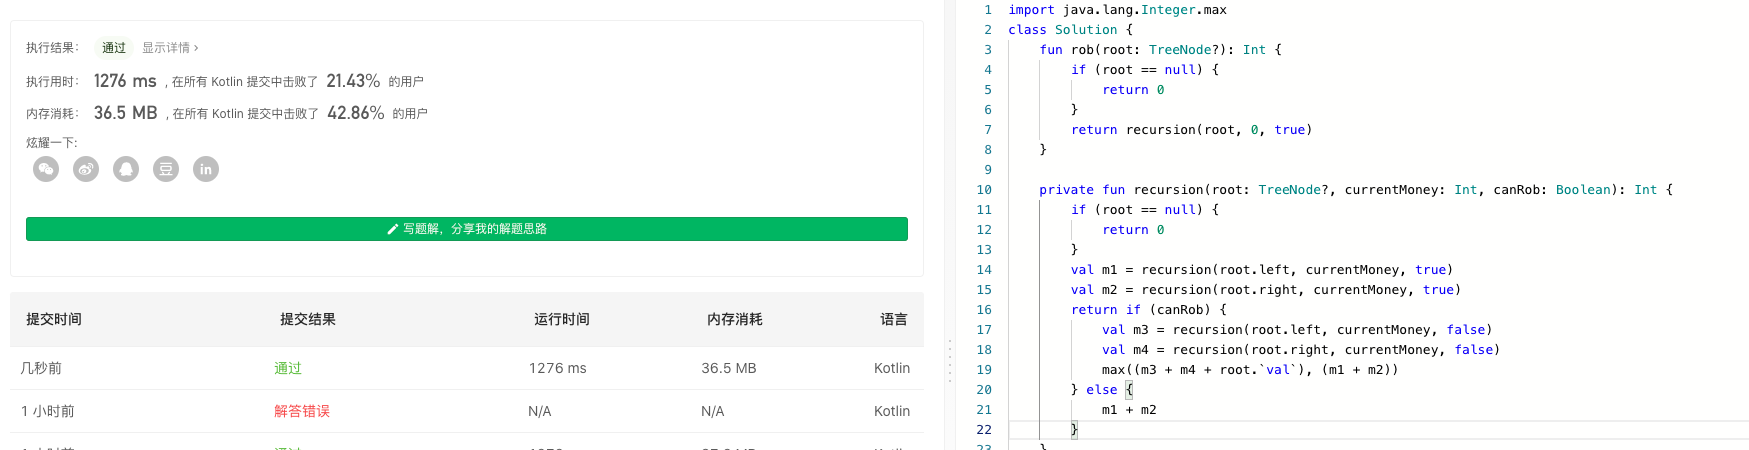 执行结果： 通过 显示详情 ›
执行用时： 1276 ms , 在所有 Kotlin 提交中击败了 21.43% 的用户
内存消耗： 36.5 MB , 在所有 Kotlin 提交中击败了 42.86% 的用户
炫耀一下:
豆 in
写题解，分享我的解题思路
提交时间 提交结果 运行时间 内存消耗 语言
几秒前 通过 1276 ms 36.5 MB Kotlin
1 小时前 解答错误 N/A N/A Kotlin
1 import java.lang.Integer.max
2 class Solution {
3 fun rob(root: TreeNode?): Int {
4 if (root == null) {
5 return 0
6 }
7 return recursion(root, 0, true)
8 }
9
10 private fun recursion(root: TreeNode?, currentMoney: Int, canRob: Boolean): Int {
11 if (root == null) {
12 return 0
13 }
14 val m1 = recursion(root.left, currentMoney, true)
15 val m2 = recursion(root.right, currentMoney, true)
16 return if (canRob) {
17 val m3 = recursion(root.left, currentMoney, false)
18 val m4 = recursion(root.right, currentMoney, false)
19 max((m3 + m4 + root.`val`), (m1 + m2))
20 } else {
21 m1 + m2
22 }
23 }